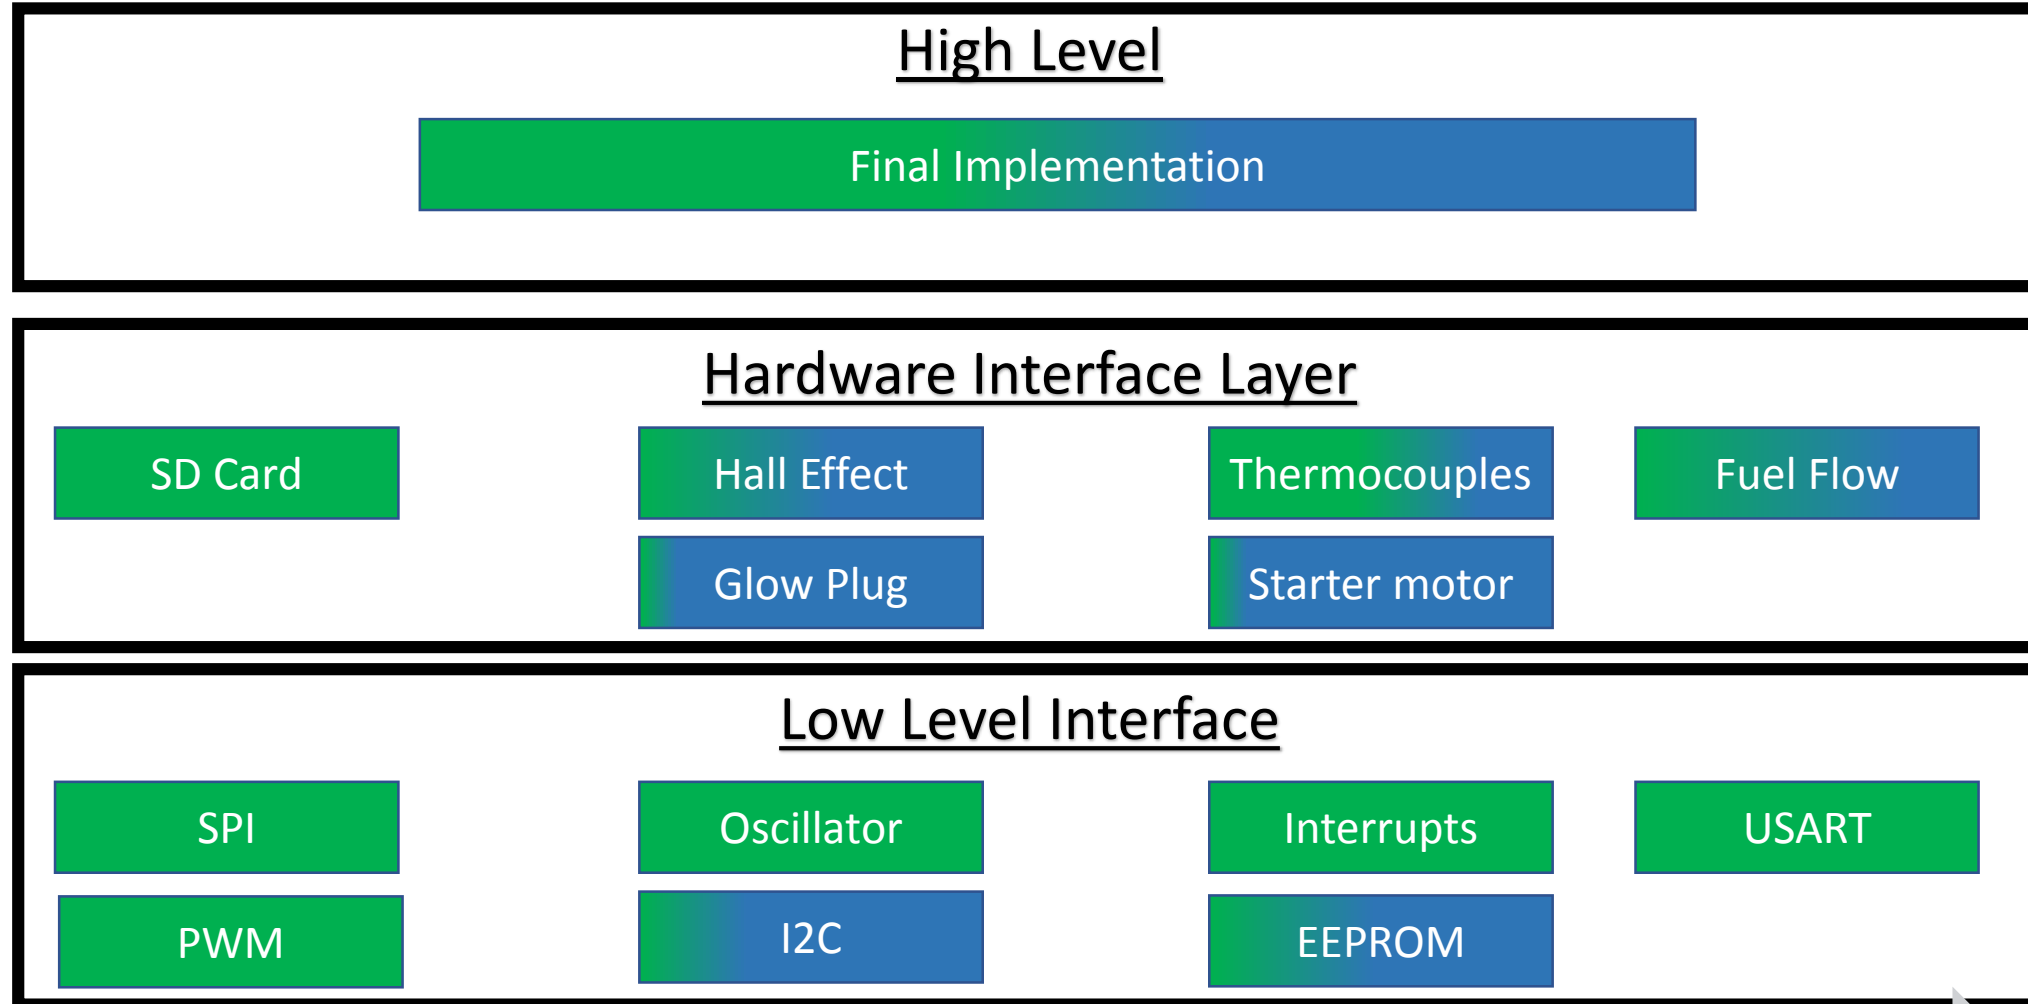 High Level
Final Implementation
Hardware Interface Layer
SD Card
Hall Effect
Thermocouples
Fuel Flow
Glow Plug
Starter motor
Low Level Interface
SPI
Oscillator
Interrupts
USART
PWM
I2C
EEPROM